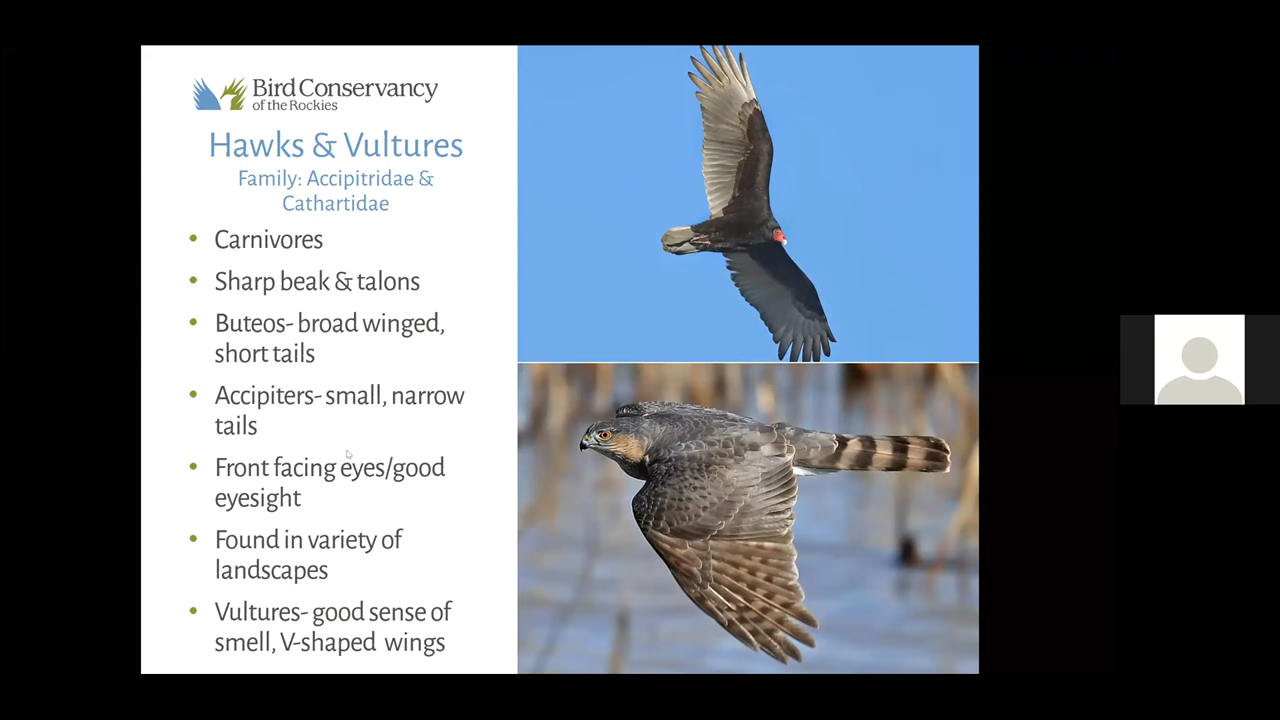 Bird Conservancy
of the Rockies
Hawks & Vultures
Family: Accipitridae &
Cathartidae
• Carnivores
• Sharp beak & talons
• Buteos- broad winged,
short tails
• Accipiters- small, narrow
tails
• Front facing eyes/good
eyesight
• Found in variety of
landscapes
• Vultures- good sense of
smell, V-shaped wings